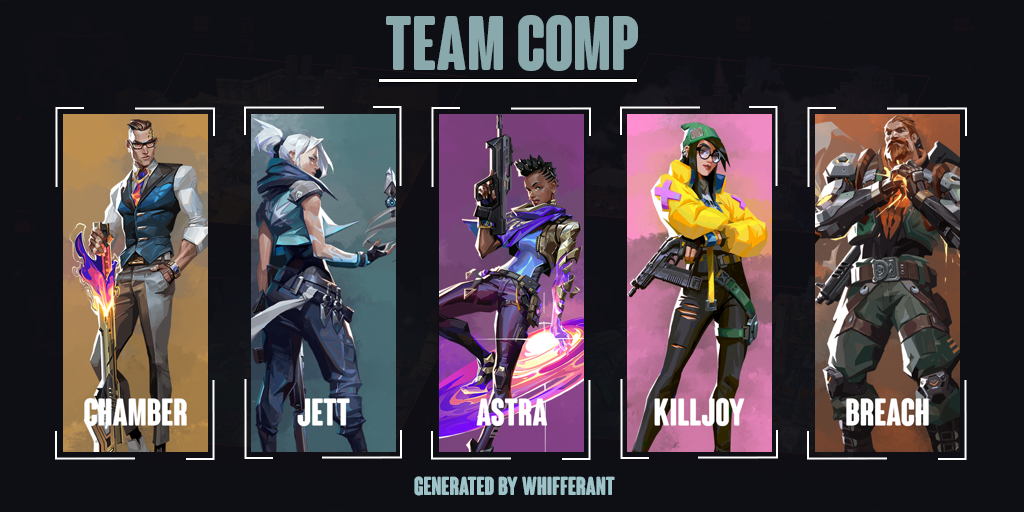 TEAM COMP
CHAMBER
JETT
ASTRA
KILLJOY
BREACH
GENERATED BY WHIFFERANT